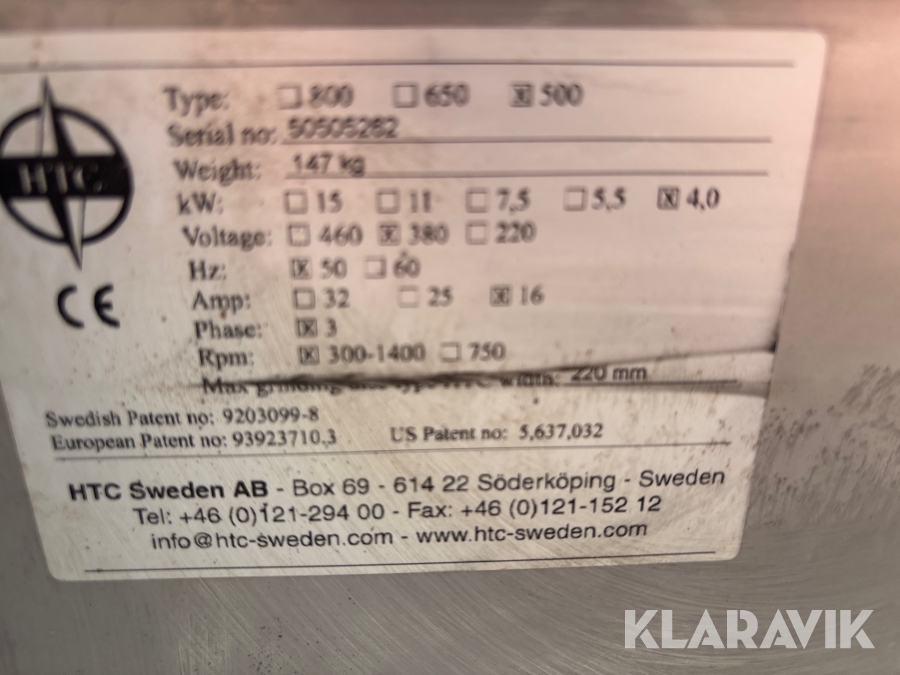 HTC
CE
Type: ☐ 800 ☐ 650 ☒ 500
Serial no: 50505262
Weight: 147 kg
kW: ☐ 15 ☐ 11 ☐ 7,5 ☐ 5,5 ☒ 4,0
Voltage: ☐ 460 ☒ 380 ☐ 220
Hz: ☒ 50 ☐ 60
Amp: ☐ 32 ☐ 25 ☒ 16
Phase: ☒ 3
Rpm: ☒ 300-1400 ☐ 750
Max grinding width: 220 mm
Swedish Patent no: 9203099-8
European Patent no: 93923710,3 US Patent no: 5,637,032
HTC Sweden AB - Box 69 - 614 22 Söderköping - Sweden
Tel: +46 (0)121-294 00 - Fax: +46 (0)121-152 12
info@htc-sweden.com - www.htc-sweden.com
KLARAVIK